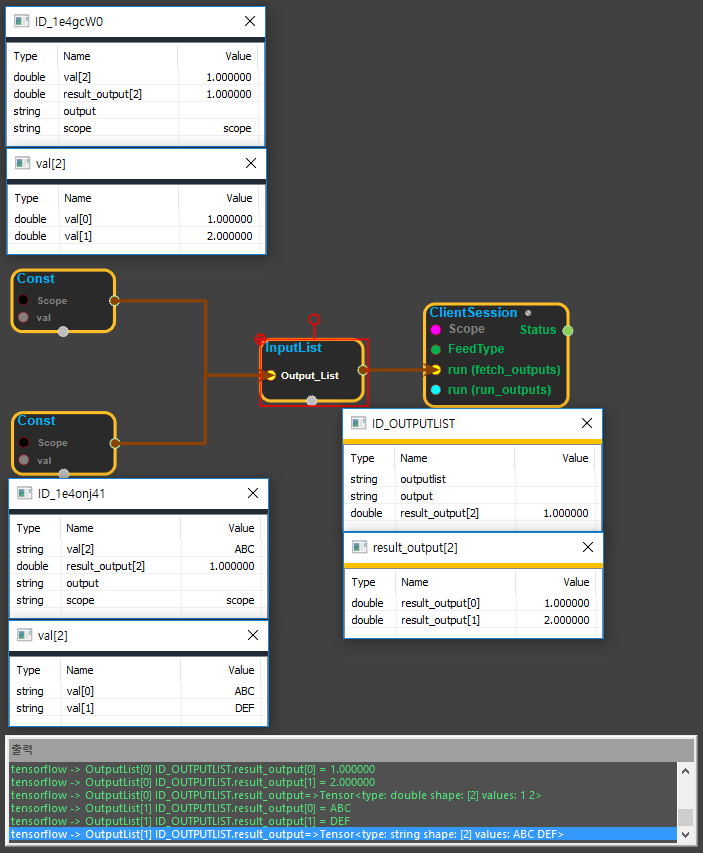 ID_1e4gcW0
Type Name Value
double val[2] 1.000000
double result_output[2] 1.000000
string output
string scope scope
val[2]
Type Name Value
double val[0] 1.000000
double val[1] 2.000000
Const
Scope
val
InputList
Output_List
ClientSession
Scope Status
FeedType
run (fetch_outputs)
run (run_outputs)
Const
Scope
val
ID_OUTPUTLIST
Type Name Value
string outputlist
string output
double result_output[2] 1.000000
ID_1e4onj41
Type Name Value
string val[2] ABC
double result_output[2] 1.000000
string output
string scope scope
result_output[2]
Type Name Value
double result_output[0] 1.000000
double result_output[1] 2.000000
val[2]
Type Name Value
string val[0] ABC
string val[1] DEF
출력
tensorflow -> OutputList[0] ID_OUTPUTLIST.result_output[0] = 1.000000
tensorflow -> OutputList[0] ID_OUTPUTLIST.result_output[1] = 2.000000
tensorflow -> OutputList[0] ID_OUTPUTLIST.result_output=>Tensor<type: double shape: [2] values: 1 2>
tensorflow -> OutputList[1] ID_OUTPUTLIST.result_output[0] = ABC
tensorflow -> OutputList[1] ID_OUTPUTLIST.result_output[1] = DEF
tensorflow -> OutputList[1] ID_OUTPUTLIST.result_output=>Tensor<type: string shape: [2] values: ABC DEF>